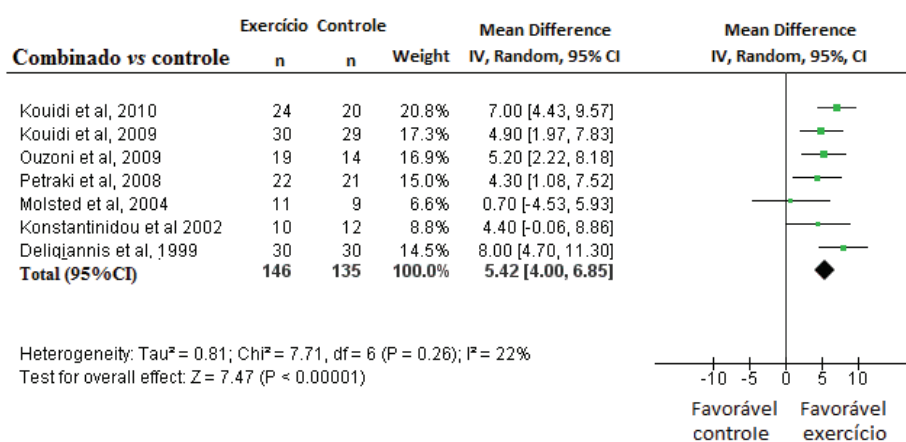 Exercício Controle Mean Difference Mean Difference
Combinado vs controle n n Weight IV, Random, 95% CI IV, Random, 95%, CI
Kouidi et al, 2010 24 20 20.8% 7.00 [4.43, 9.57]
Kouidi et al, 2009 30 29 17.3% 4.90 [1.97, 7.83]
Ouzoni et al, 2009 19 14 16.9% 5.20 [2.22, 8.18]
Petraki et al, 2008 22 21 15.0% 4.30 [1.08, 7.52]
Molsted et al, 2004 11 9 6.6% 0.70 [-4.53, 5.93]
Konstantinidou et al 2002 10 12 8.8% 4.40 [-0.06, 8.86]
Deliqiannis et al, 1999 30 30 14.5% 8.00 [4.70, 11.30]
Total (95%CI) 146 135 100.0% 5.42 [4.00, 6.85]
Heterogeneity: Tau² = 0.81; Chi² = 7.71, df = 6 (P = 0.26); I² = 22%
Test for overall effect: Z = 7.47 (P < 0.00001)
-10 -5 0 5 10
Favorável Favorável
controle exercício